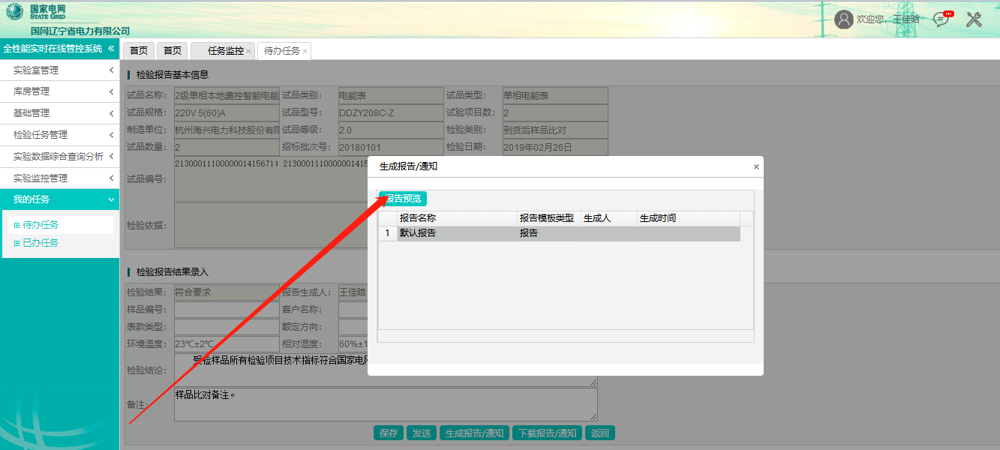 国家电网
STATE GRID
国网辽宁省电力有限公司
欢迎您，王佳晗
全性能实时在线管控系统 «
首页 首页 任务监控 × 待办任务 ×
实验室管理
库房管理
基础管理
检验任务管理
实验数据综合查询分析
实验监控管理
我的任务
待办任务
已办任务
检验报告基本信息
试品名称: 2级单相本地费控智能电能 试品类别: 电能表 试品类型: 单相电能表
试品规格: 220V 5(60)A 试品型号: DDZY208C-Z 试验项目数: 2
制造单位: 杭州海兴电力科技股份有限 试品等级: 2.0 检验类别: 到货后样品比对
试品数量: 2 招标批次号: 20180101 检验日期: 2019年02月26日
试品编号: 2130001110000001415671; 2130001110000001415
检验依据:
检验报告结果录入
检验结果: 符合要求 报告生成人: 王佳晗
样品编号: 客户名称:
表款类型: 额定方向:
环境温度: 23℃±2℃ 相对湿度: 60%±1
检验结论: 受检样品所有检验项目技术指标符合国家电网
备注: 样品比对备注。
保存 发送 生成报告/通知 下载报告/通知 返回
生成报告/通知 ×
报告预览
报告名称 报告模板类型 生成人 生成时间
1 默认报告 报告